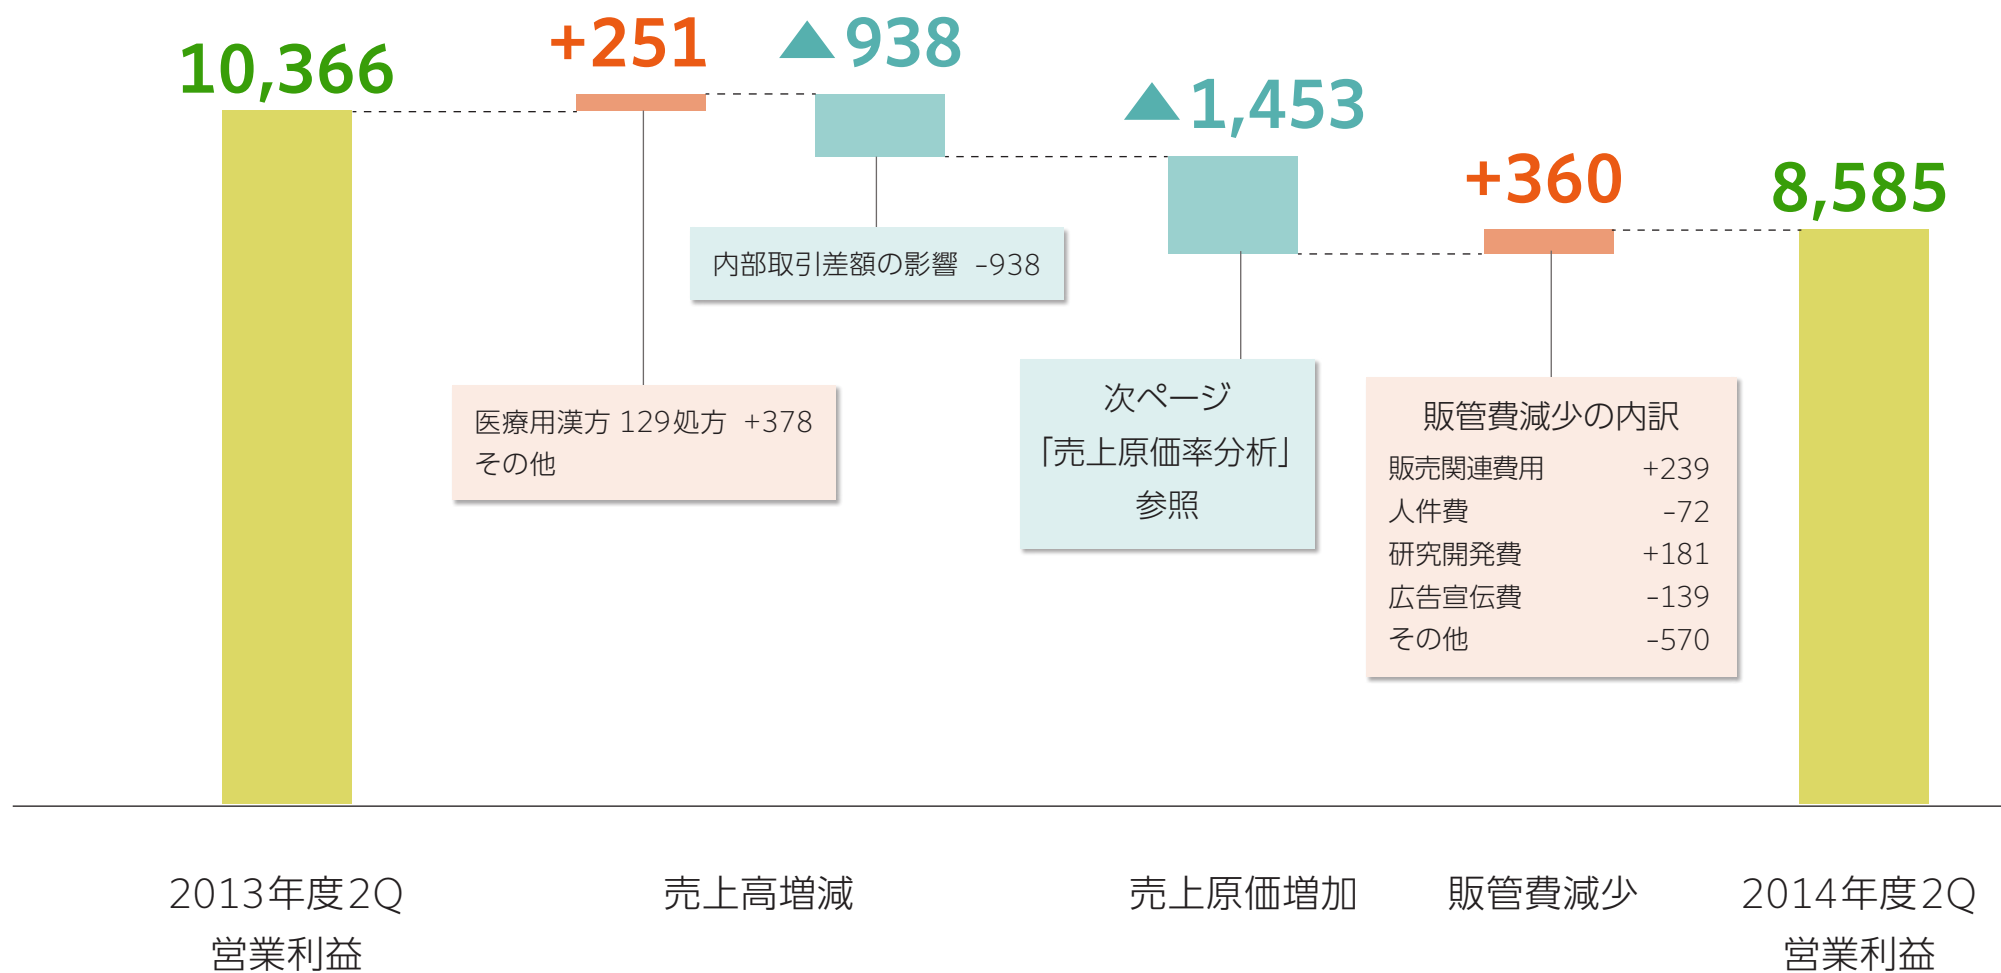 10,366
+251
▲938
▲1,453
+360
8,585
内部取引差額の影響 -938
医療用漢方 129処方 +378
その他
次ページ
「売上原価率分析」
参照
販管費減少の内訳
販売関連費用 +239
人件費 -72
研究開発費 +181
広告宣伝費 -139
その他 -570
2013年度2Q
営業利益
売上高増減
売上原価増加
販管費減少
2014年度2Q
営業利益